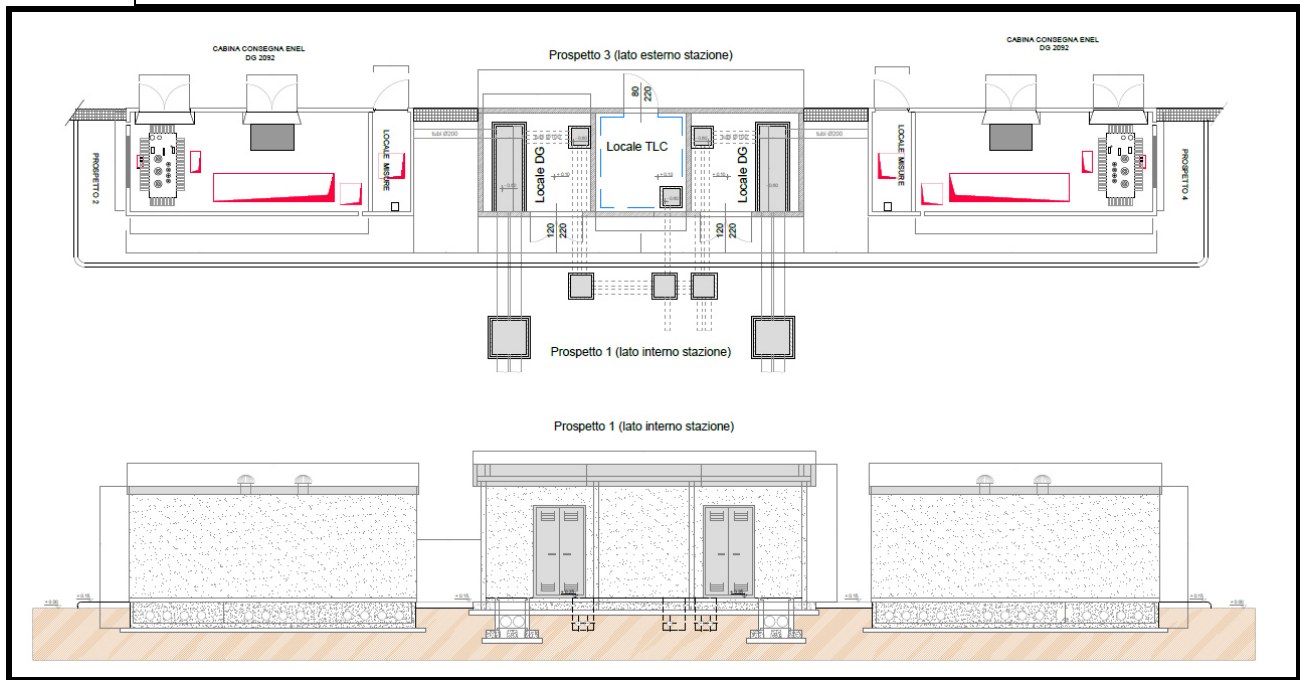 CABINA CONSEGNA ENEL
DG 2092
Prospetto 3 (lato esterno stazione)
CABINA CONSEGNA ENEL
DG 2092
80
220
PROSPETTO 2
LOCALE MISURE
tubi Ø200
Locale DG
Locale TLC
Locale DG
tubi Ø200
LOCALE MISURE
PROSPETTO 4
120
220
120
220
Prospetto 1 (lato interno stazione)
Prospetto 1 (lato interno stazione)